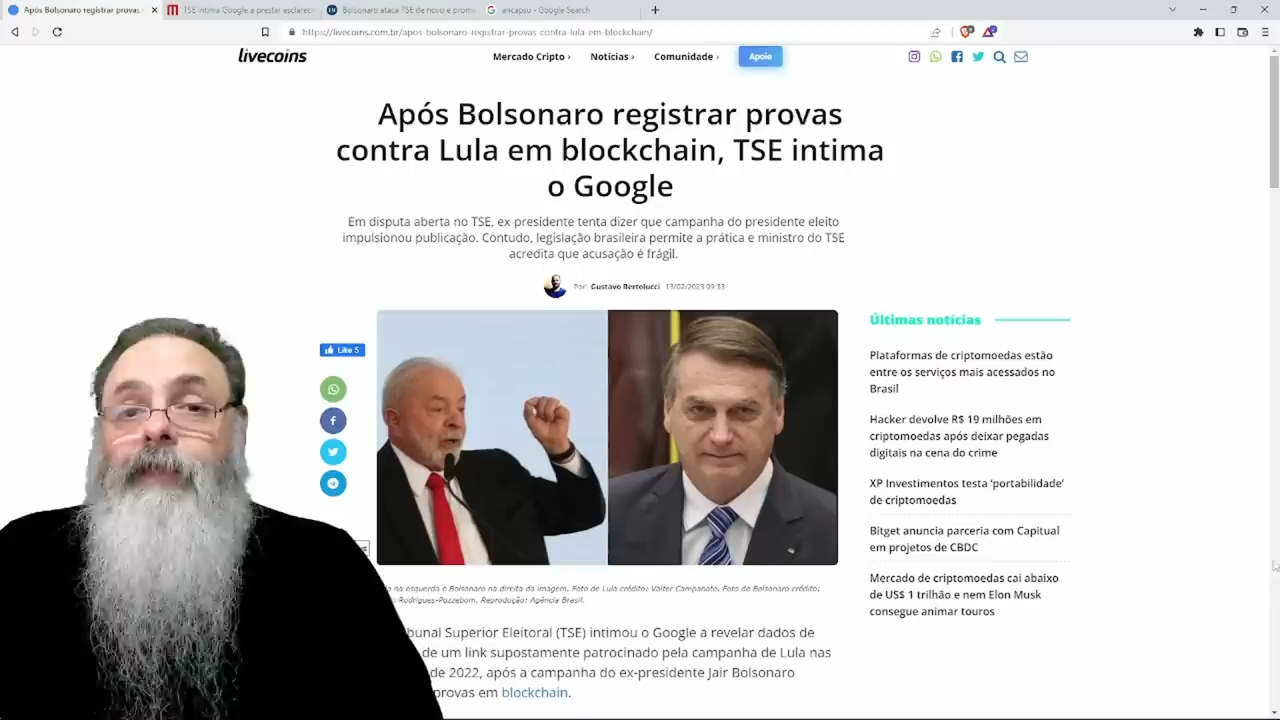 Após Bolsonaro registrar provas
TSE intima Google a prestar esclarec
Bolsonaro ataca TSE de novo e prom
ancapsu - Google Search
https://livecoins.com.br/apos-bolsonaro-registrar-provas-contra-lula-em-blockchain/
livecoins
Mercado Cripto ›
Notícias ›
Comunidade ›
Apoie
Após Bolsonaro registrar provas
contra Lula em blockchain, TSE intima
o Google
Em disputa aberta no TSE, ex-presidente tenta dizer que campanha do presidente eleito
impulsionou publicação. Contudo, legislação brasileira permite a prática e ministro do TSE
acredita que acusação é frágil.
Por: Gustavo Bertolucci 13/02/2023 09:33
Like 5
na esquerda e Bolsonaro na direita da imagem. Foto de Lula crédito: Valter Campanato. Foto de Bolsonaro crédito:
Rodrigues-Pozzebom. Reprodução: Agência Brasil.
bunal Superior Eleitoral (TSE) intimou o Google a revelar dados de
de um link supostamente patrocinado pela campanha de Lula nas
de 2022, após a campanha do ex-presidente Jair Bolsonaro
provas em blockchain.
Últimas notícias
Plataformas de criptomoedas estão
entre os serviços mais acessados no
Brasil
Hacker devolve R$ 19 milhões em
criptomoedas após deixar pegadas
digitais na cena do crime
XP Investimentos testa ‘portabilidade’
de criptomoedas
Bitget anuncia parceria com Capitual
em projetos de CBDC
Mercado de criptomoedas cai abaixo
de US$ 1 trilhão e nem Elon Musk
consegue animar touros